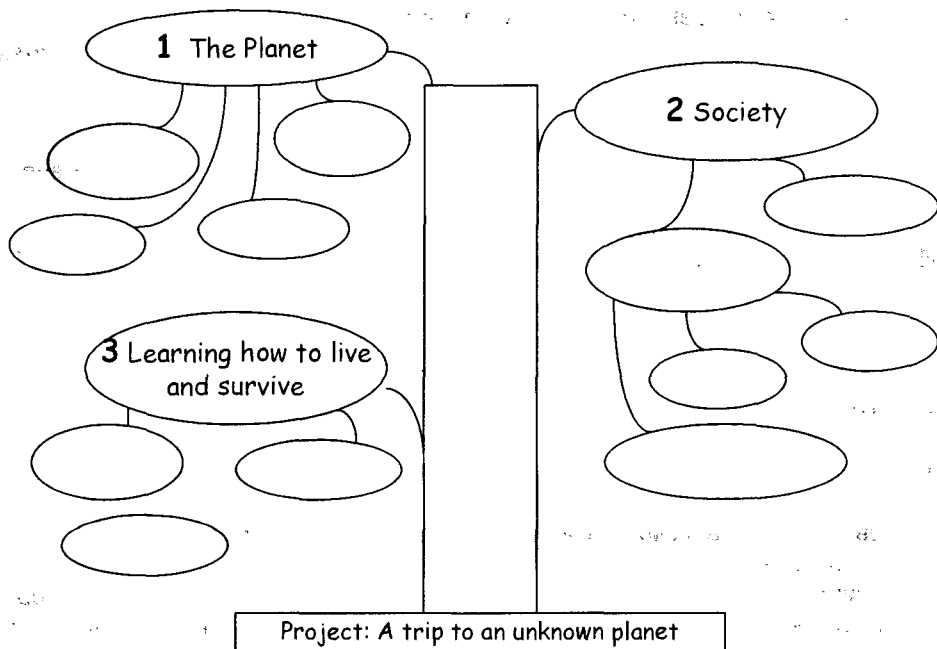 1 The Planet
2 Society
3 Learning how to live
and survive
Project: A trip to an unknown planet